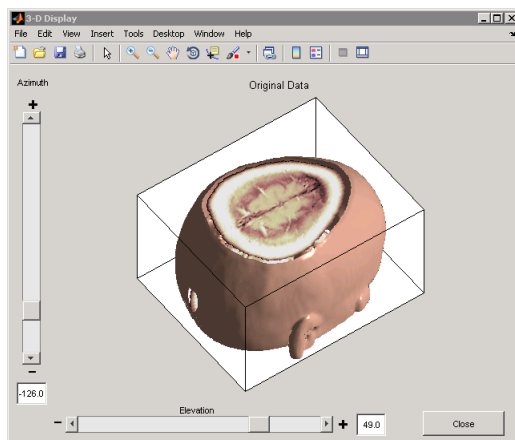 3-D Display
File Edit View Insert Tools Desktop Window Help
Azimuth
Original Data
+
−
-126.0
Elevation
−
+
49.0
Close